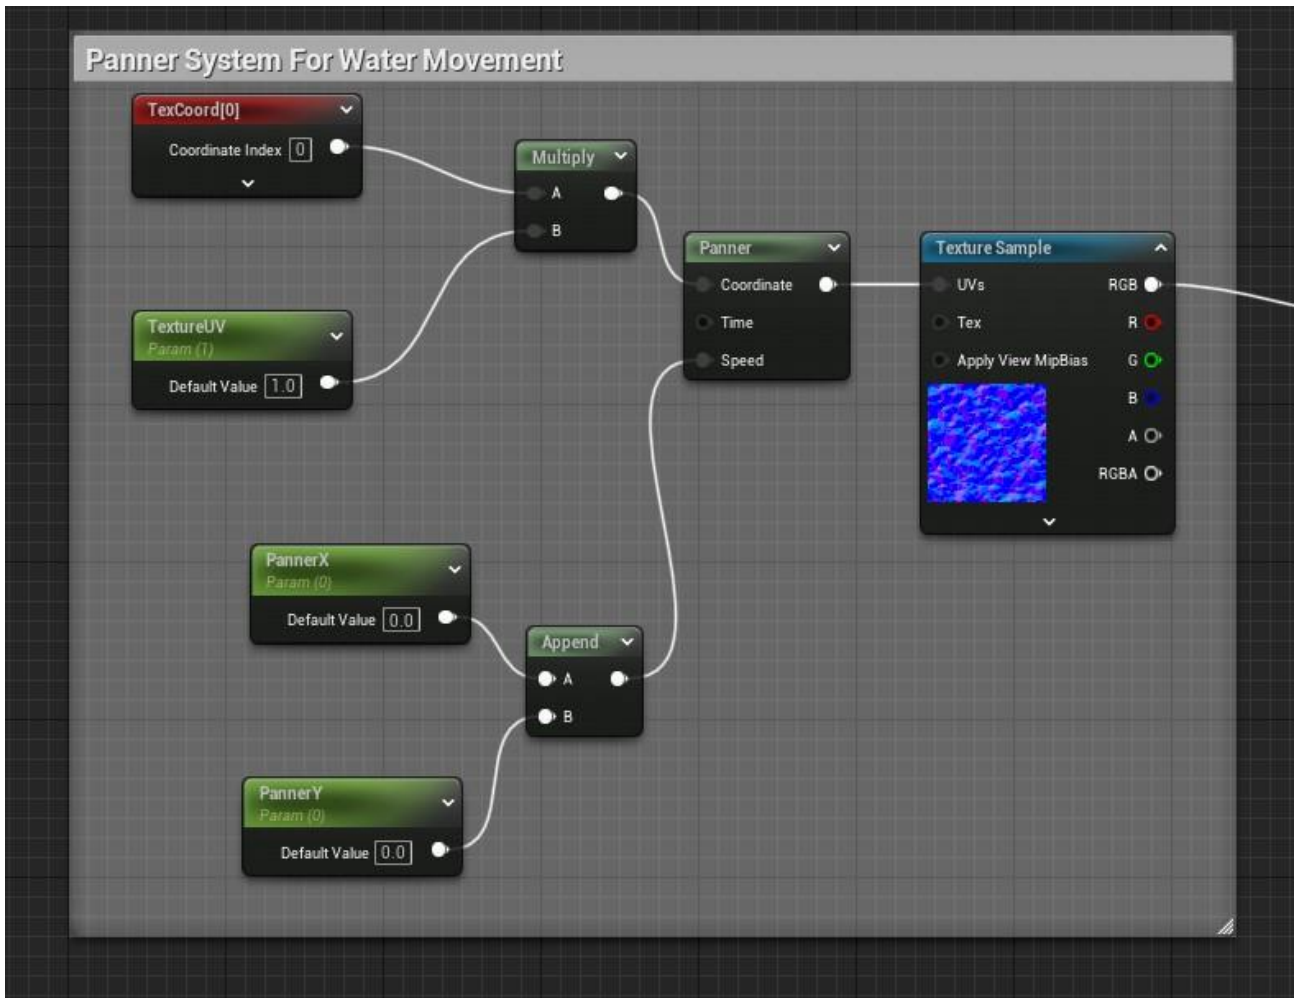 Panner System For Water Movement
TexCoord[0]
Coordinate Index 0
TextureUV
Param (1)
Default Value 1.0
Multiply
A
B
Panner
Coordinate
Time
Speed
Texture Sample
UVs RGB
Tex R
Apply View MipBias G
B
A
RGBA
PannerX
Param (0)
Default Value 0.0
Append
A
B
PannerY
Param (0)
Default Value 0.0